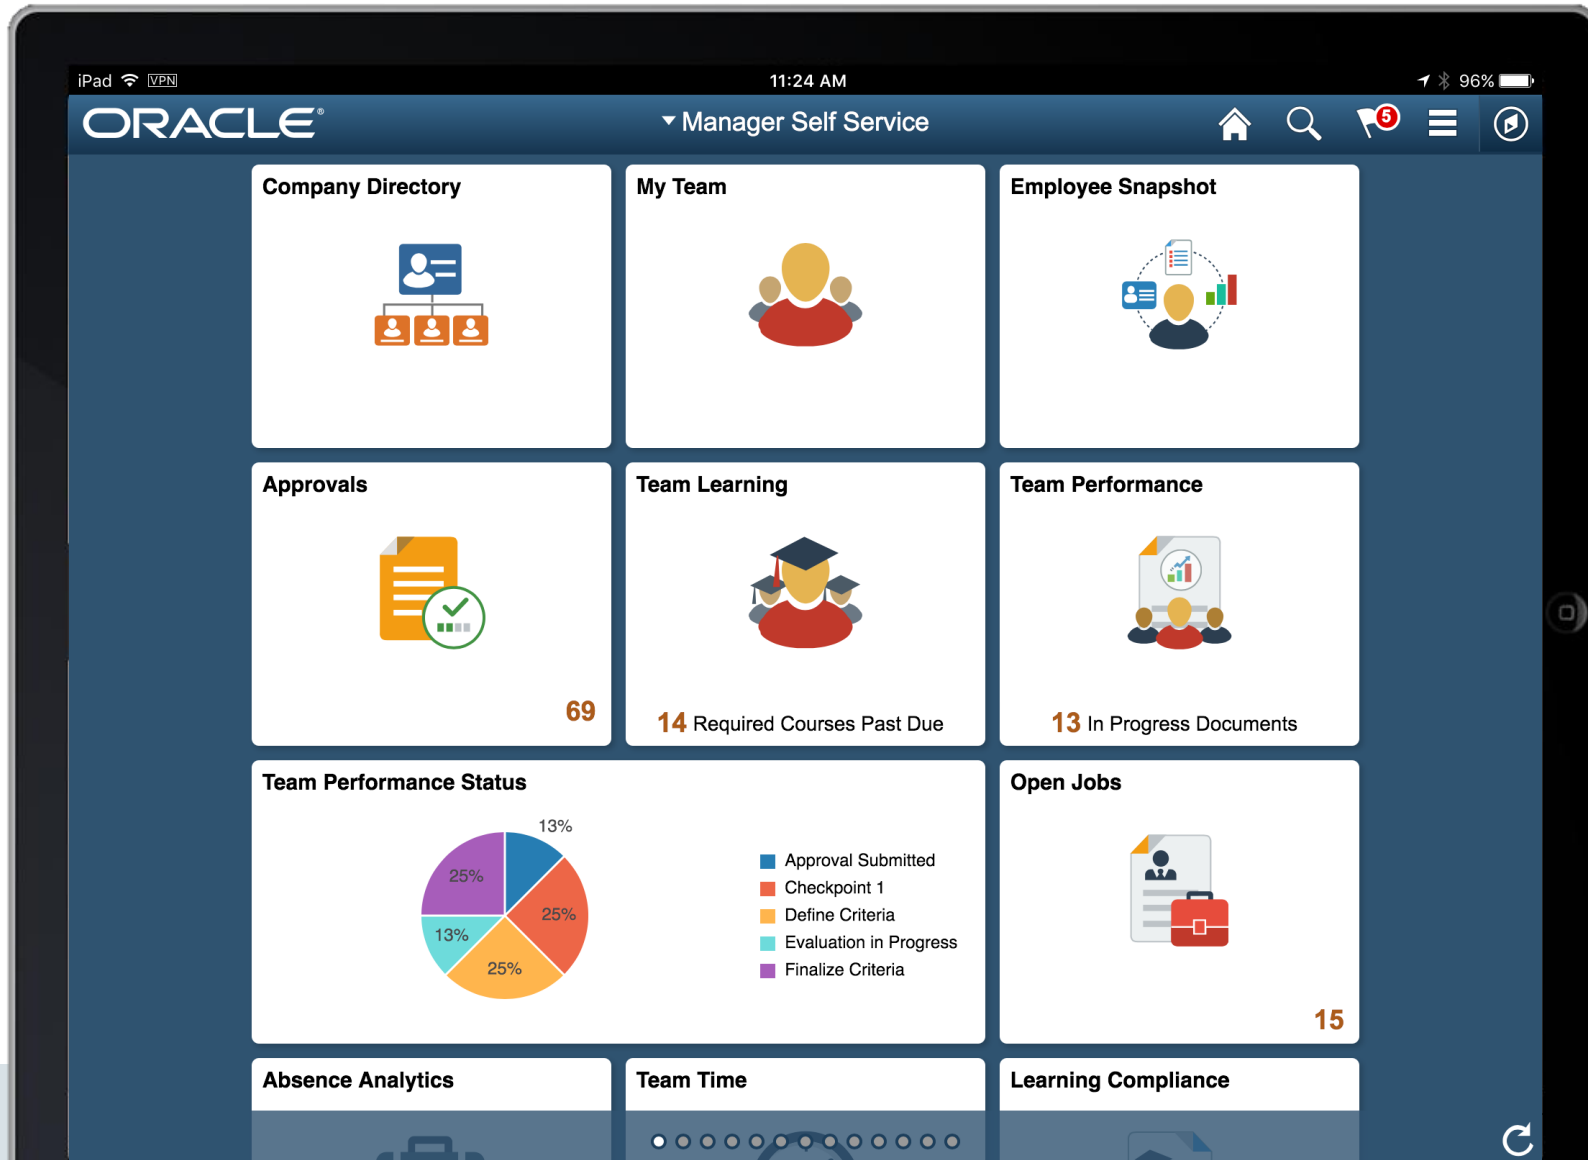 iPad VPN 11:24 AM 96%
ORACLE® Manager Self Service 5
Company Directory
My Team
Employee Snapshot
Approvals
69
Team Learning
14 Required Courses Past Due
Team Performance
13 In Progress Documents
Team Performance Status
13%
25%
25%
13%
25%
Approval Submitted
Checkpoint 1
Define Criteria
Evaluation in Progress
Finalize Criteria
Open Jobs
15
Absence Analytics
Team Time
Learning Compliance